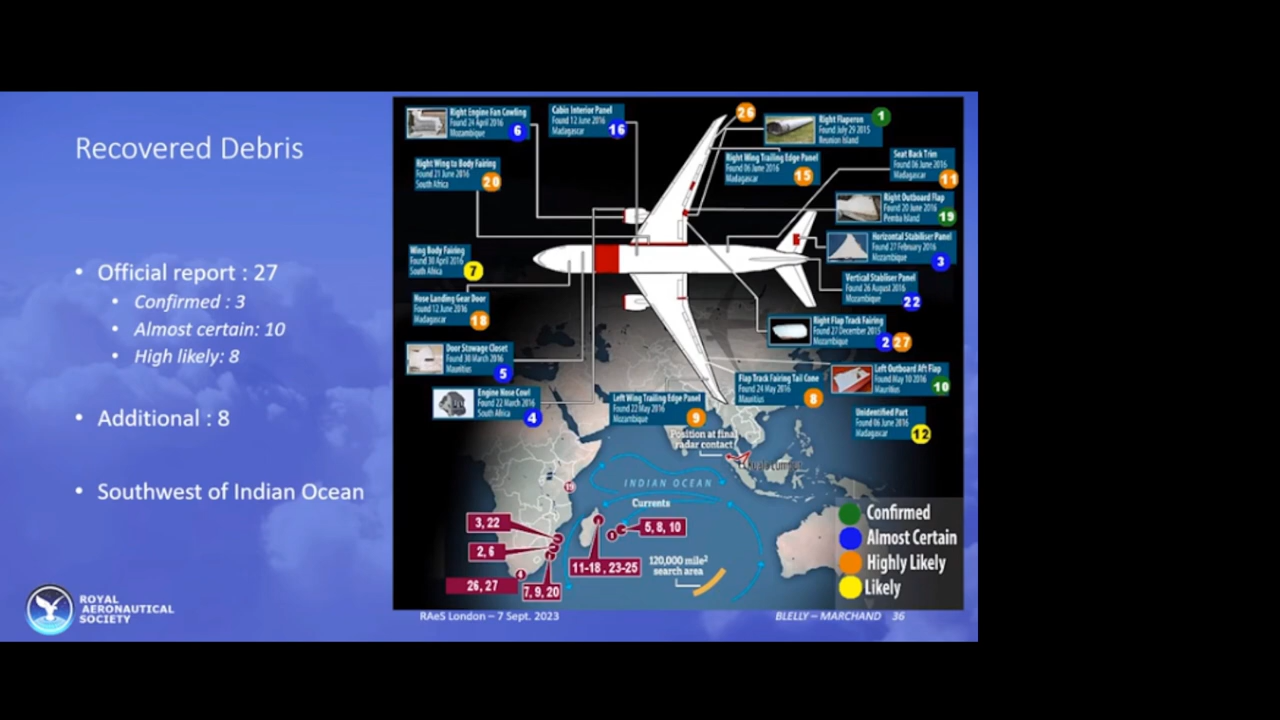 Recovered Debris
• Official report : 27
• Confirmed : 3
• Almost certain: 10
• High likely: 8
• Additional : 8
• Southwest of Indian Ocean
ROYAL
AERONAUTICAL
SOCIETY
Right Engine Fan Cowling
Found 24 April 2016
Mozambique
6
Cabin Interior Panel
Found 12 June 2016
Madagascar
16
26
Right Flaperon
Found July 29 2015
Reunion Island
1
Right Wing to Body Fairing
Found 21 June 2016
South Africa
20
Right Wing Trailing Edge Panel
Found 06 June 2016
Madagascar
15
Seat Back Trim
Found 06 June 2016
Madagascar
11
Right Outboard Flap
Found 20 June 2016
Pemba Island
19
Wing Body Fairing
Found 30 April 2016
South Africa
7
Horizontal Stabiliser Panel
Found 27 February 2016
Mozambique
3
Vertical Stabliser Panel
Found 26 August 2016
Mozambique
22
Nose Landing Gear Door
Found 12 June 2016
Madagascar
18
Right Flap Track Fairing
Found 27 December 2015
Mozambique
2 27
Door Stowage Closet
Found 30 March 2016
Mauritius
5
Left Outboard Aft Flap
Found May 10 2016
Mauritius
10
Flap Track Fairing Tail Cone
Found 24 May 2016
Mauritius
8
Engine Nose Cowl
Found 22 March 2016
South Africa
4
Left Wing Trailing Edge Panel
Found 22 May 2016
Mozambique
9
Unidentified Part
Found 06 June 2016
Madagascar
12
Position at final
radar contact
Kuala Lumpur
INDIAN OCEAN
Currents
19
3, 22
2, 6
26, 27
4
7, 9, 20
1
5, 8, 10
11-18 , 23-25
120,000 mile²
search area
Confirmed
Almost Certain
Highly Likely
Likely
RAeS London – 7 Sept. 2023
BLELLY – MARCHAND 36